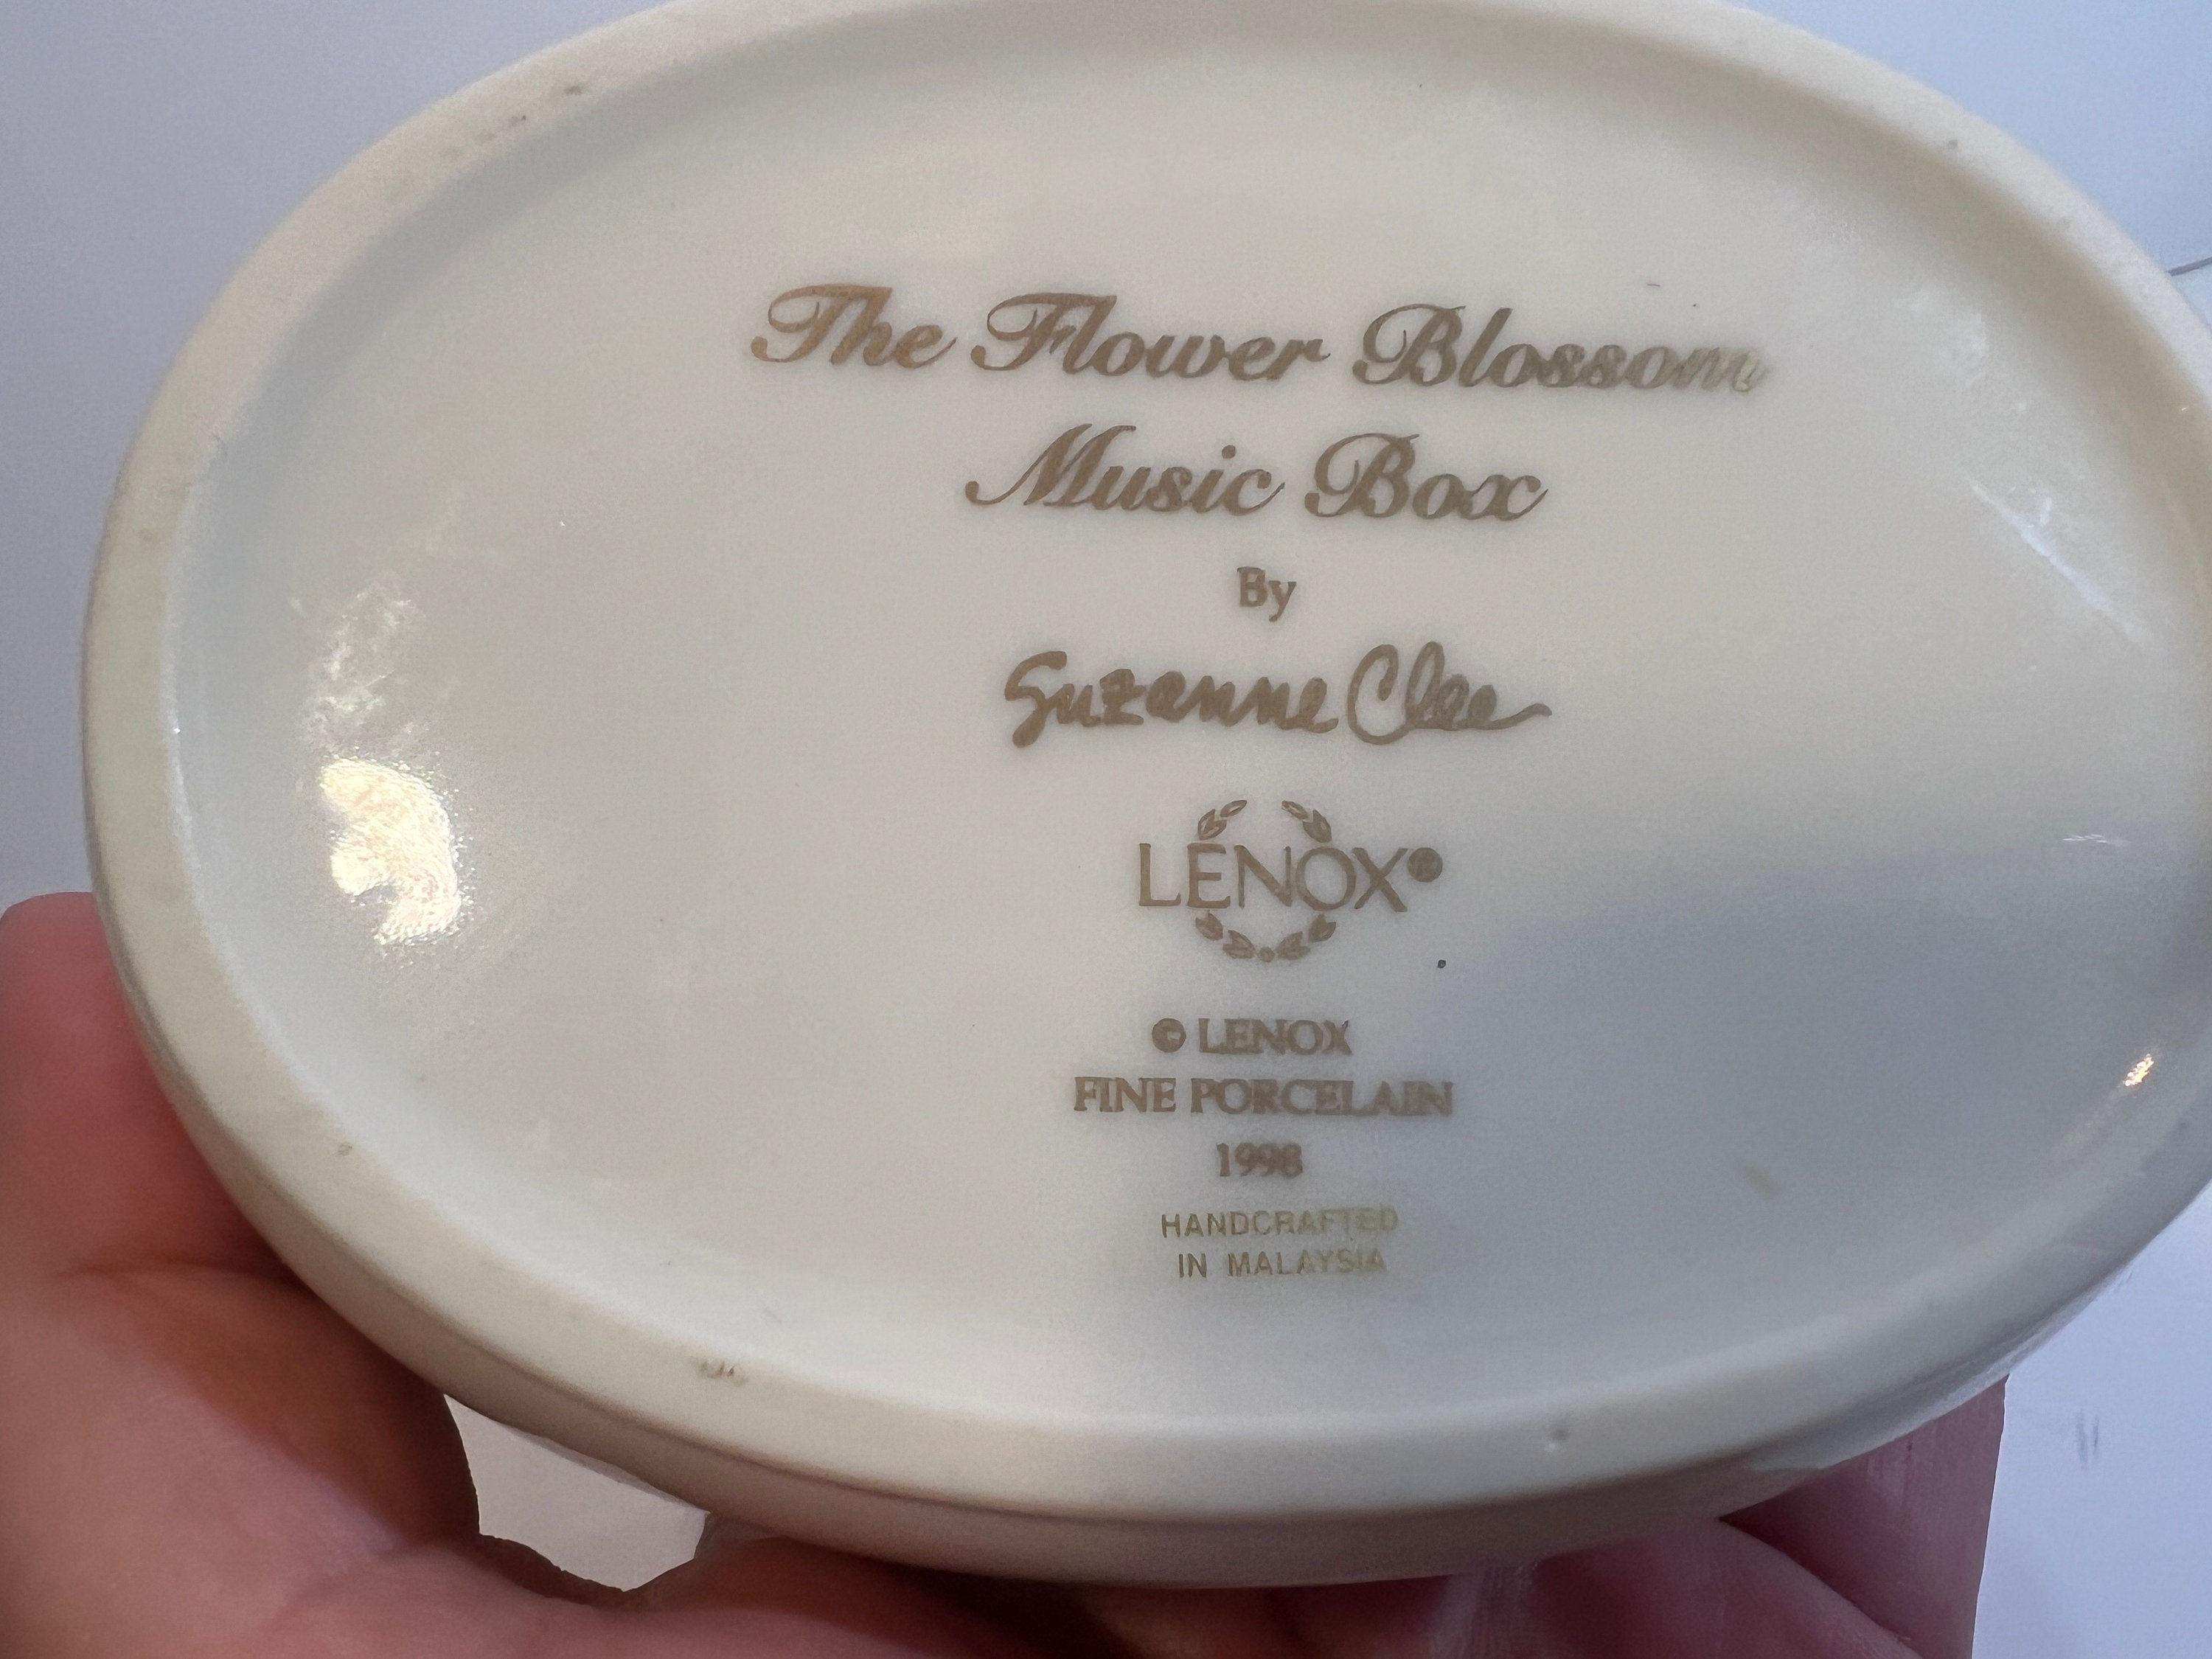 The Flower Blossom
Music Box
By
Suzanne Clee
LENOX®
© LENOX
FINE PORCELAIN
1998
HANDCRAFTED
IN MALAYSIA